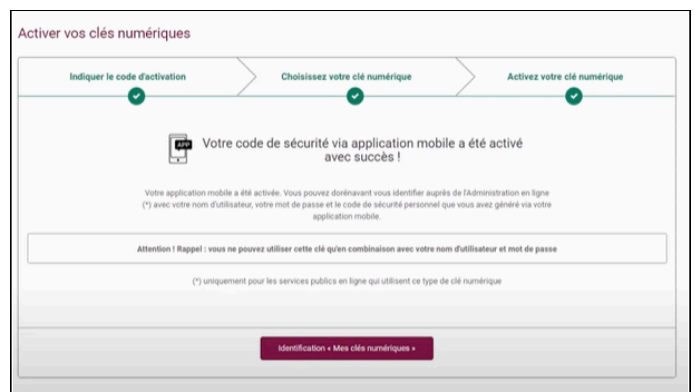 Activer vos clés numériques
Indiquer le code d'activation
Choisissez votre clé numérique
Activez votre clé numérique
APP
Votre code de sécurité via application mobile a été activé
avec succès !
Votre application mobile a été activée. Vous pouvez dorénavant vous identifier auprès de l'Administration en ligne
(*) avec votre nom d'utilisateur, votre mot de passe et le code de sécurité personnel que vous avez généré via votre
application mobile.
Attention ! Rappel : vous ne pouvez utiliser cette clé qu'en combinaison avec votre nom d'utilisateur et mot de passe
(*) uniquement pour les services publics en ligne qui utilisent ce type de clé numérique
Identification « Mes clés numériques »